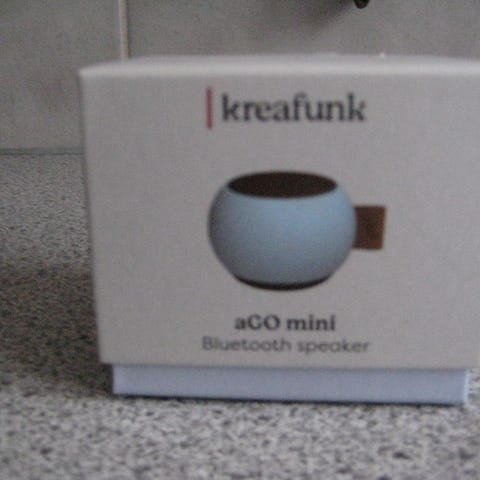 kreafunk
aGO mini
Bluetooth speaker